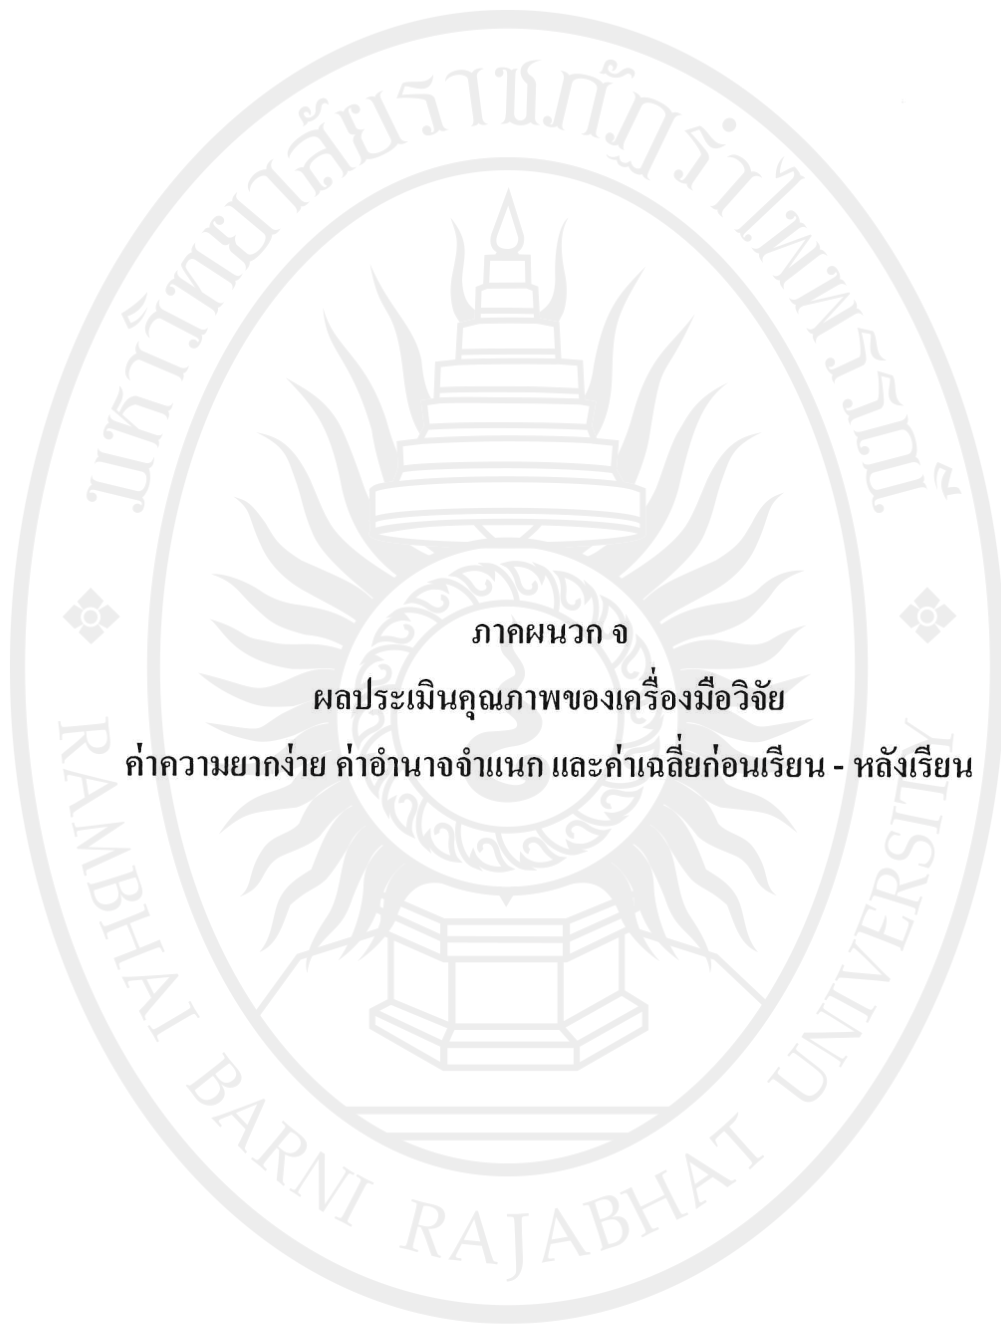 มหาวิทยาลัยราชภัฏรำไพพรรณี
ภาคผนวก จ
ผลประเมินคุณภาพของเครื่องมือวิจัย
ค่าความยากง่าย ค่าอำนาจจำแนก และค่าเฉลี่ยก่อนเรียน - หลังเรียน
RAMBHAI BARNI RAJABHAT UNIVERSITY